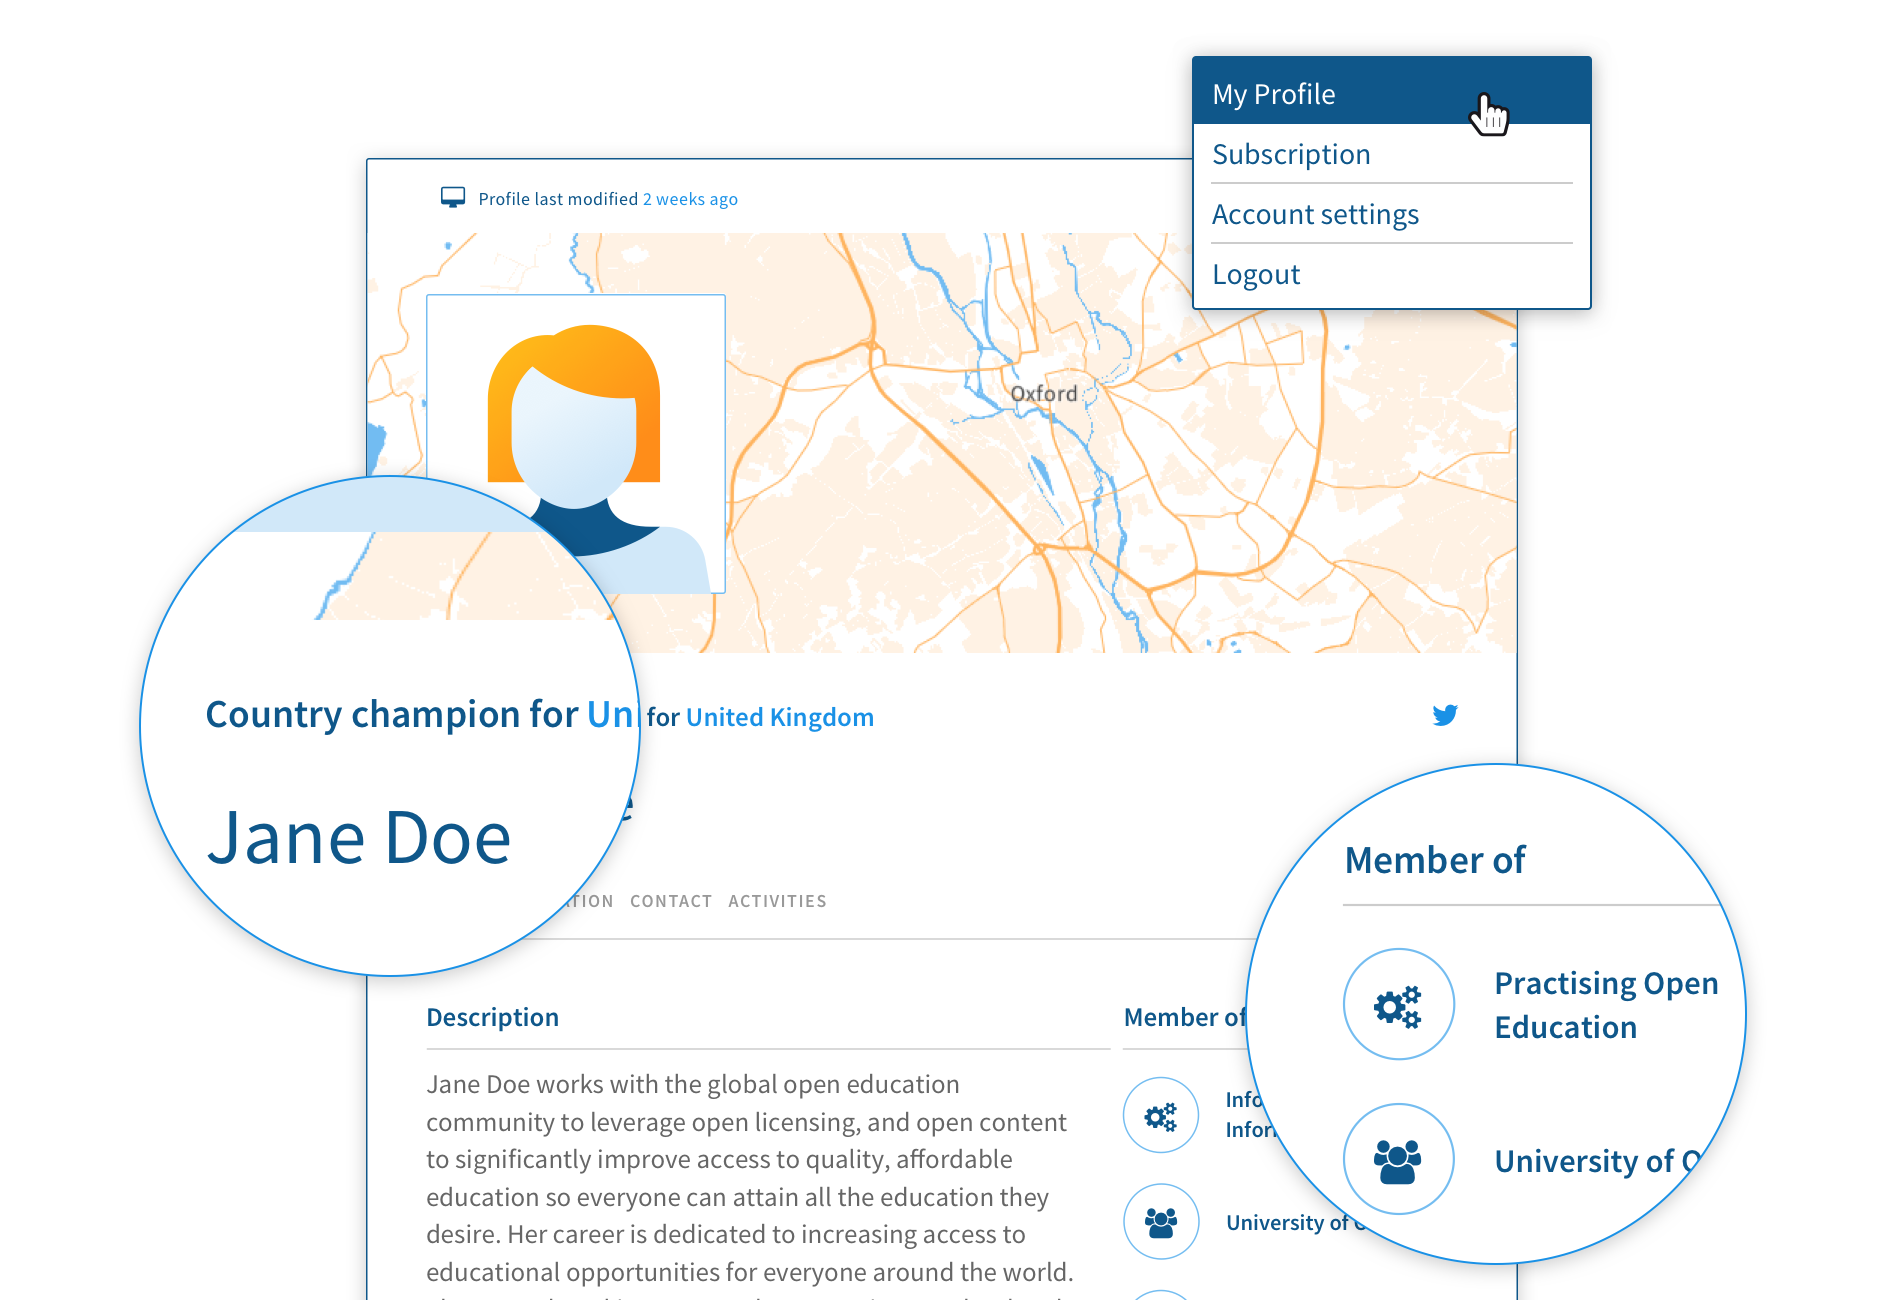 My Profile
Subscription
Account settings
Logout
Profile last modified 2 weeks ago
Oxford
Country champion for Un
for United Kingdom
Jane Doe
CONTACT ACTIVITIES
Member of
Practising Open
Education
University of O
Description
Jane Doe works with the global open education
community to leverage open licensing, and open content
to significantly improve access to quality, affordable
education so everyone can attain all the education they
desire. Her career is dedicated to increasing access to
educational opportunities for everyone around the world.
Member of
Info
Infor
University of